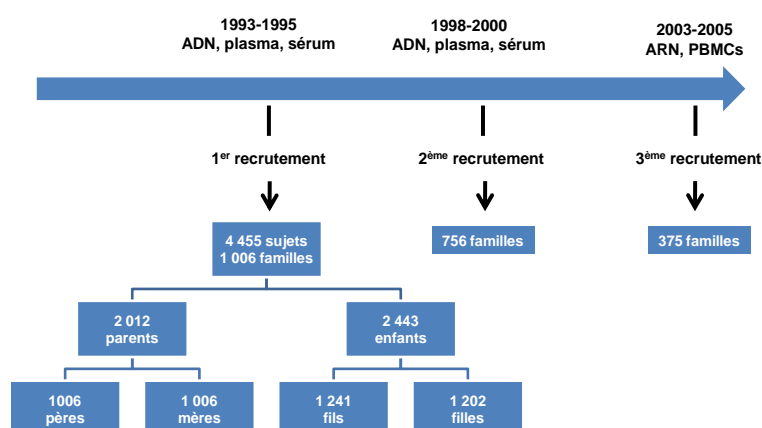 1993-1995
ADN, plasma, sérum
1998-2000
ADN, plasma, sérum
2003-2005
ARN, PBMCs
1er recrutement
2ème recrutement
3ème recrutement
4 455 sujets
1 006 familles
756 familles
375 familles
2 012
parents
2 443
enfants
1006
pères
1 006
mères
1 241
fils
1 202
filles